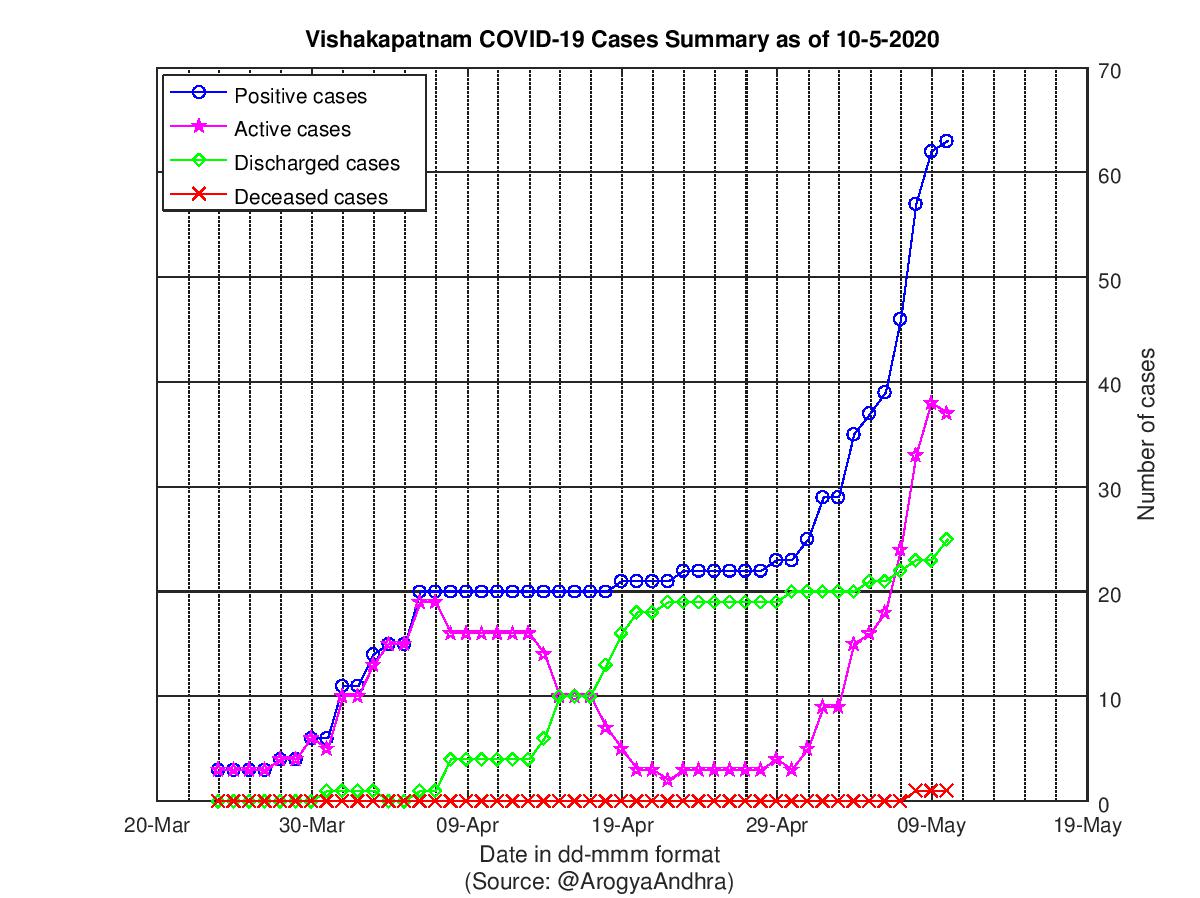 Vishakapatnam COVID-19 Cases Summary as of 10-5-2020
Positive cases
Active cases
Discharged cases
Deceased cases
70
60
50
40
30
20
10
0
Number of cases
20-Mar 30-Mar 09-Apr 19-Apr 29-Apr 09-May 19-May
Date in dd-mmm format
(Source: @ArogyaAndhra)